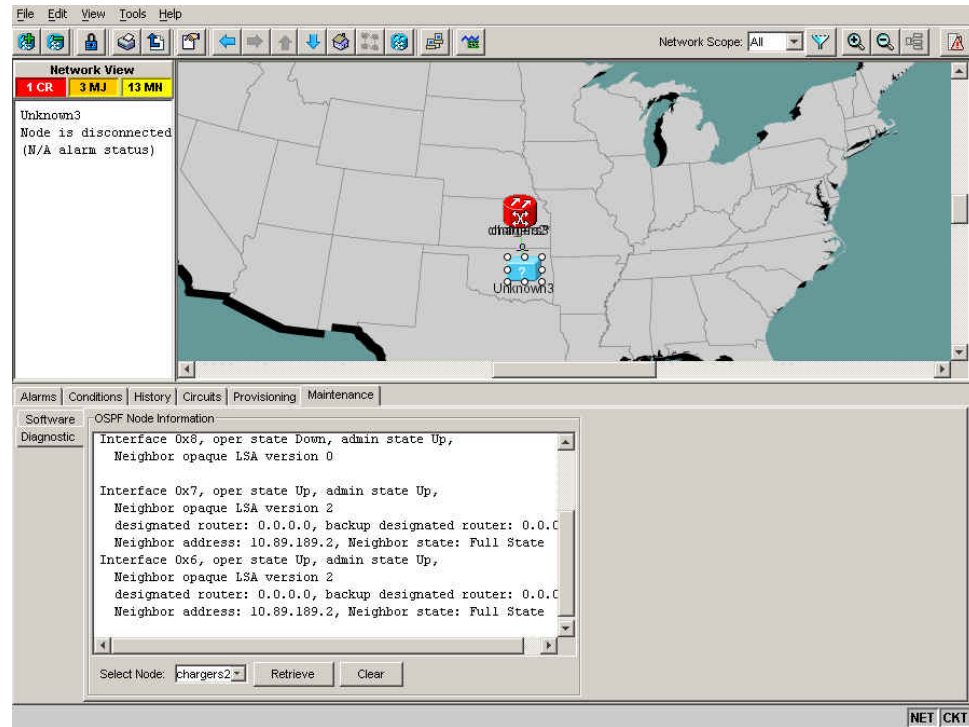 File Edit View Tools Help
Network Scope: All
Network View
1 CR 3 MJ 13 MN
Unknown3
Node is disconnected
(N/A alarm status)
?
Unknown3
Alarms Conditions History Circuits Provisioning Maintenance
Software
Diagnostic
OSPF Node Information
Interface 0x8, oper state Down, admin state Up,
Neighbor opaque LSA version 0
Interface 0x7, oper state Up, admin state Up,
Neighbor opaque LSA version 2
designated router: 0.0.0.0, backup designated router: 0.0.0
Neighbor address: 10.89.189.2, Neighbor state: Full State
Interface 0x6, oper state Up, admin state Up,
Neighbor opaque LSA version 2
designated router: 0.0.0.0, backup designated router: 0.0.0
Neighbor address: 10.89.189.2, Neighbor state: Full State
Select Node: chargers2 Retrieve Clear
NET CKT